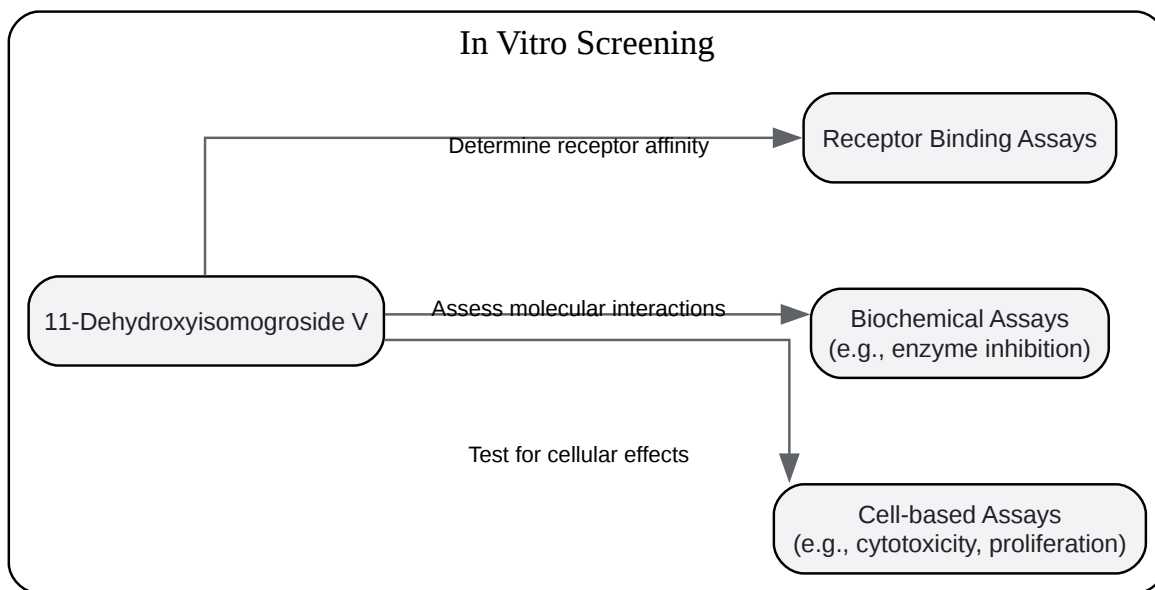 In Vitro Screening
Determine receptor affinity
Receptor Binding Assays
11-Dehydroxyisomogroside V
Assess molecular interactions
Biochemical Assays
(e.g., enzyme inhibition)
Test for cellular effects
Cell-based Assays
(e.g., cytotoxicity, proliferation)